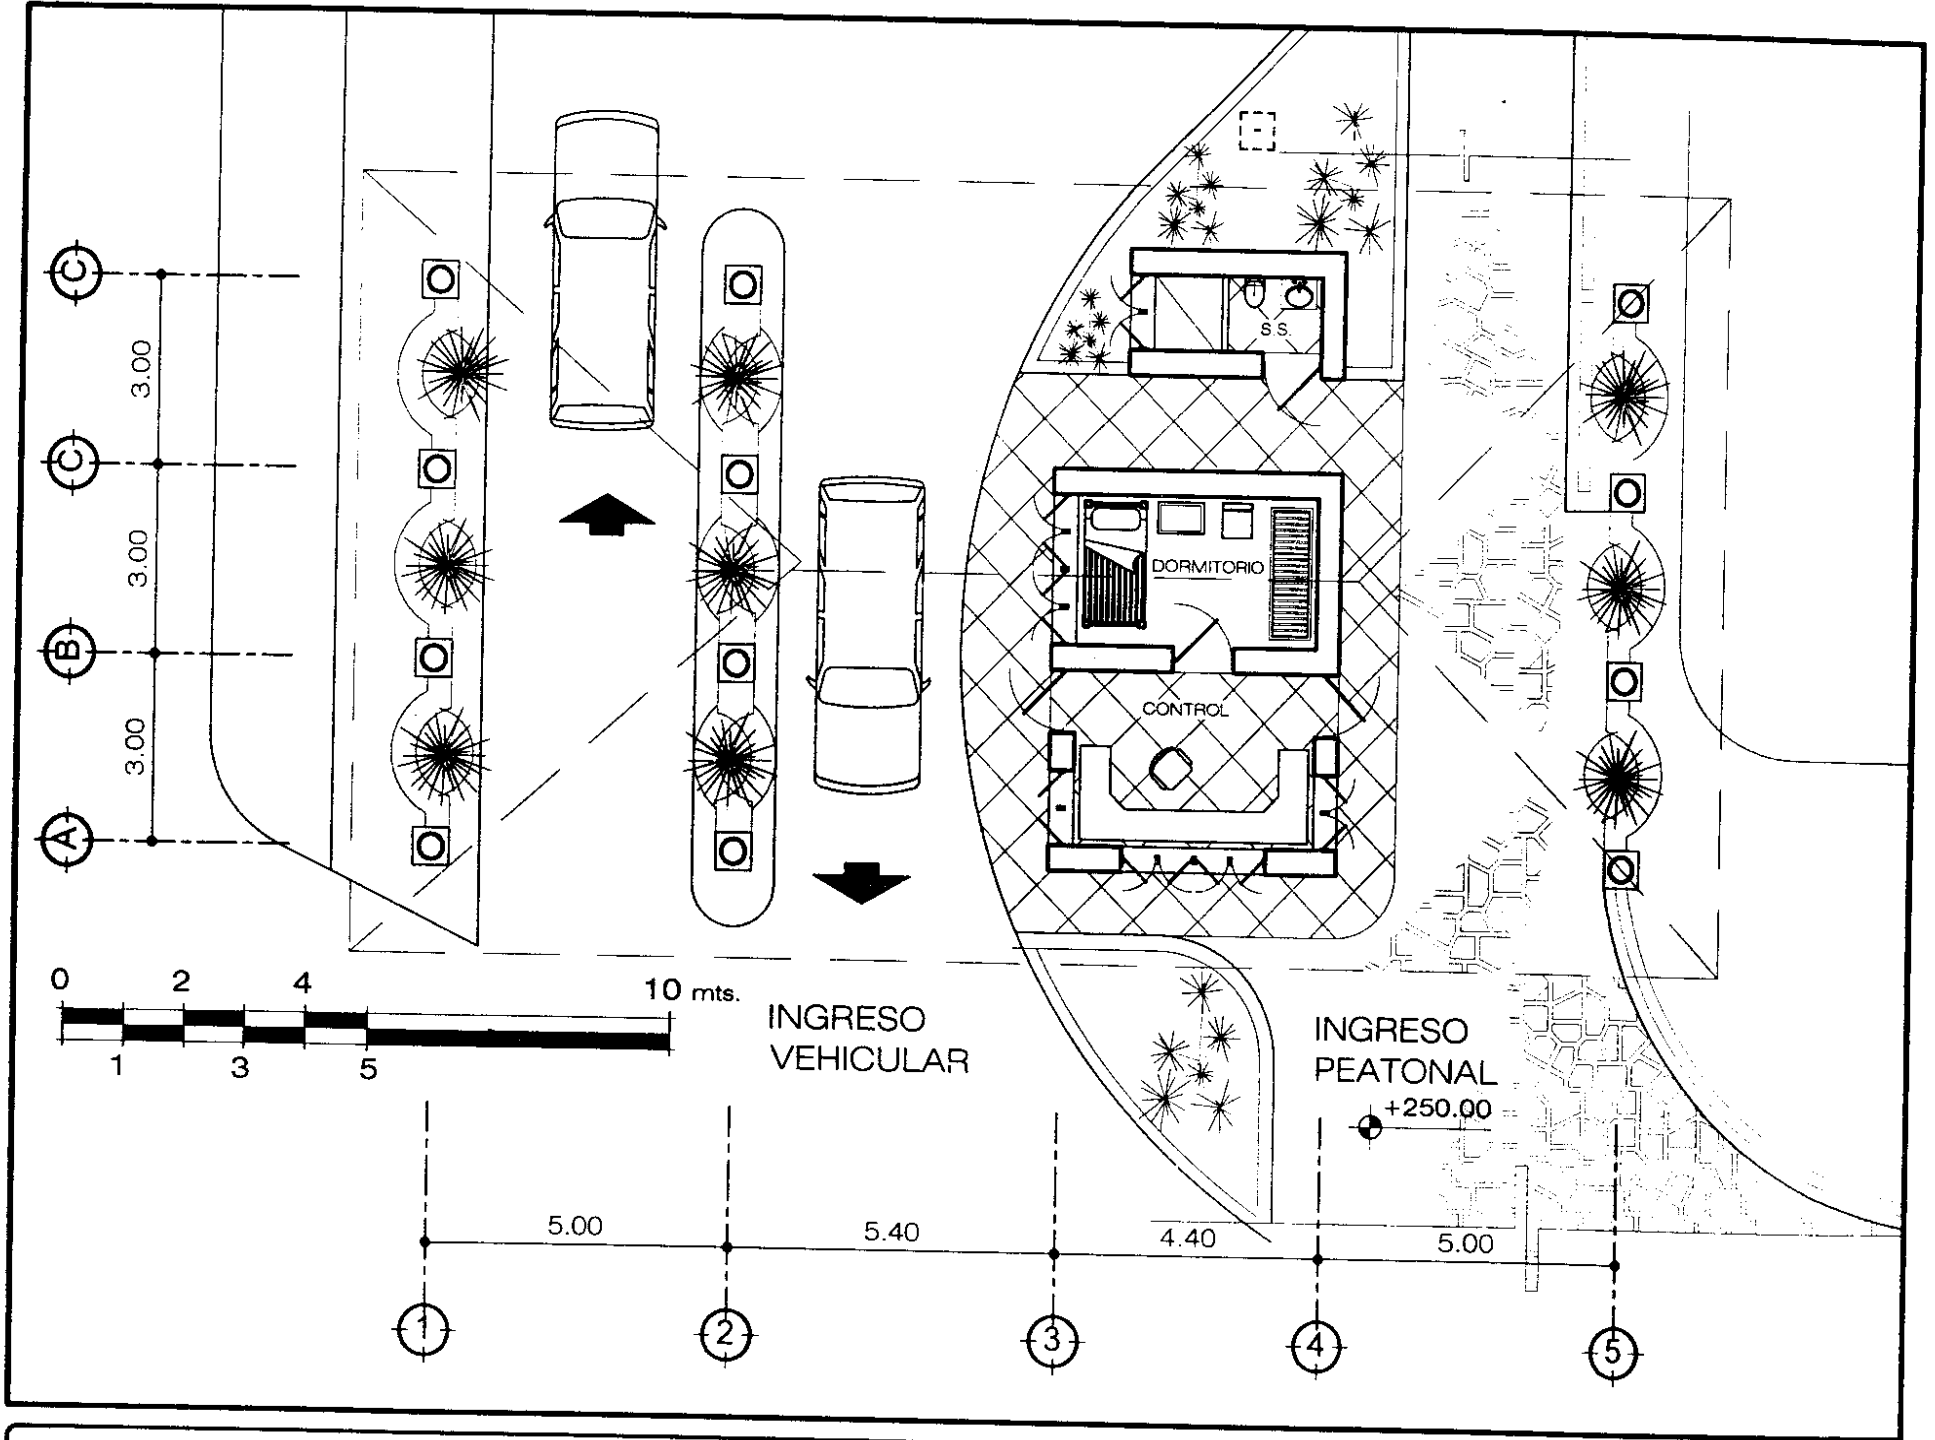 C
3.00
S.S.
C
3.00
DORMITORIO
B
CONTROL
3.00
A
0 2 4 10 mts.
1 3 5
INGRESO
VEHICULAR
INGRESO
PEATONAL
+250.00
5.00 5.40 4.40 5.00
1 2 3 4 5